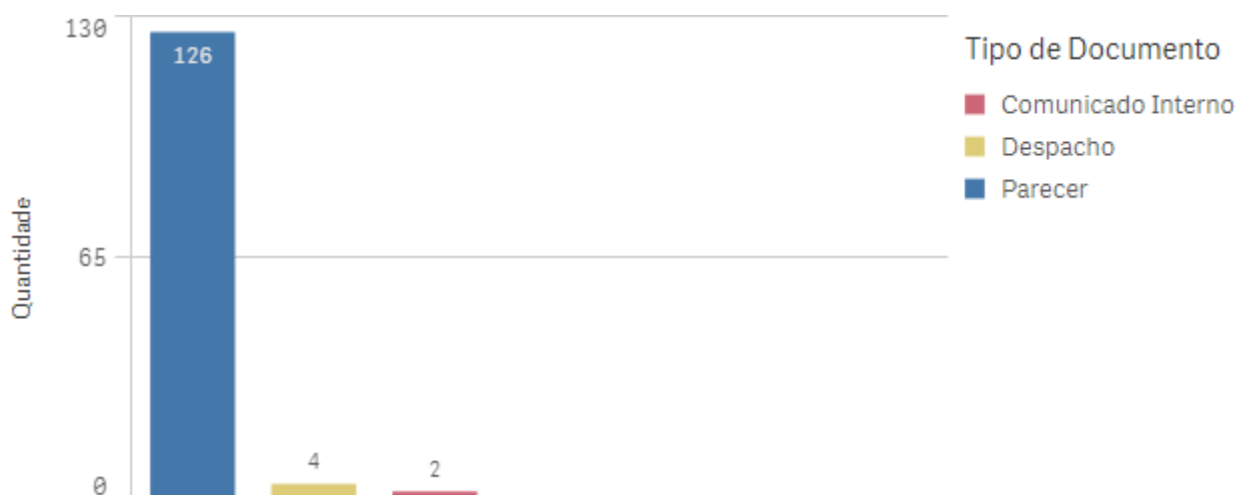 130
126
Tipo de Documento
Comunicado Interno
Despacho
Parecer
Quantidade
65
4
2
0